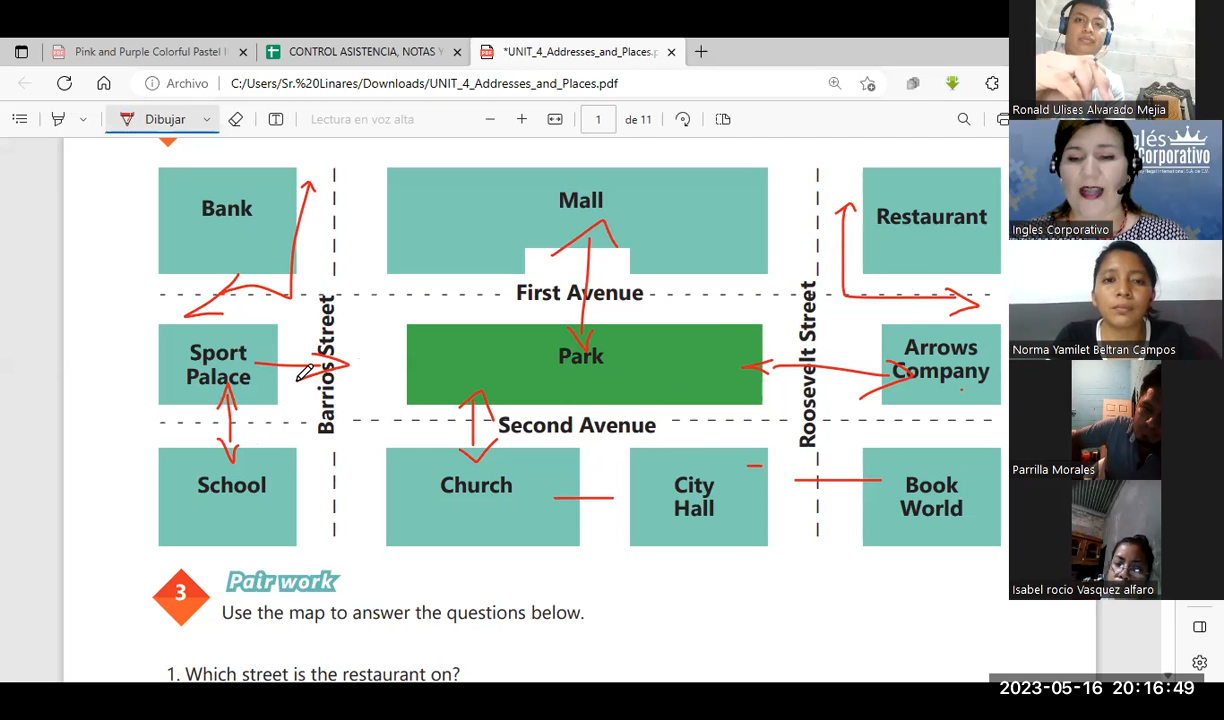 Pink and Purple Colorful Pastel
CONTROL ASISTENCIA, NOTAS Y
*UNIT_4_Addresses_and_Places.p
Archivo
C:/Users/Sr.%20Linares/Downloads/UNIT_4_Addresses_and_Places.pdf
Dibujar
Lectura en voz alta
1
de 11
Bank
Mall
Restaurant
First Avenue
Sport
Palace
Barrios Street
Park
Roosevelt Street
Arrows
Company
Second Avenue
School
Church
City
Hall
Book
World
3
Pair work
Use the map to answer the questions below.
1. Which street is the restaurant on?
Ronald Ulises Alvarado Mejia
glés
Corporativo
Ingles Corporativo
Norma Yamilet Beltran Campos
Parrilla Morales
Isabel rocio Vasquez alfaro
2023-05-16 20:16:49